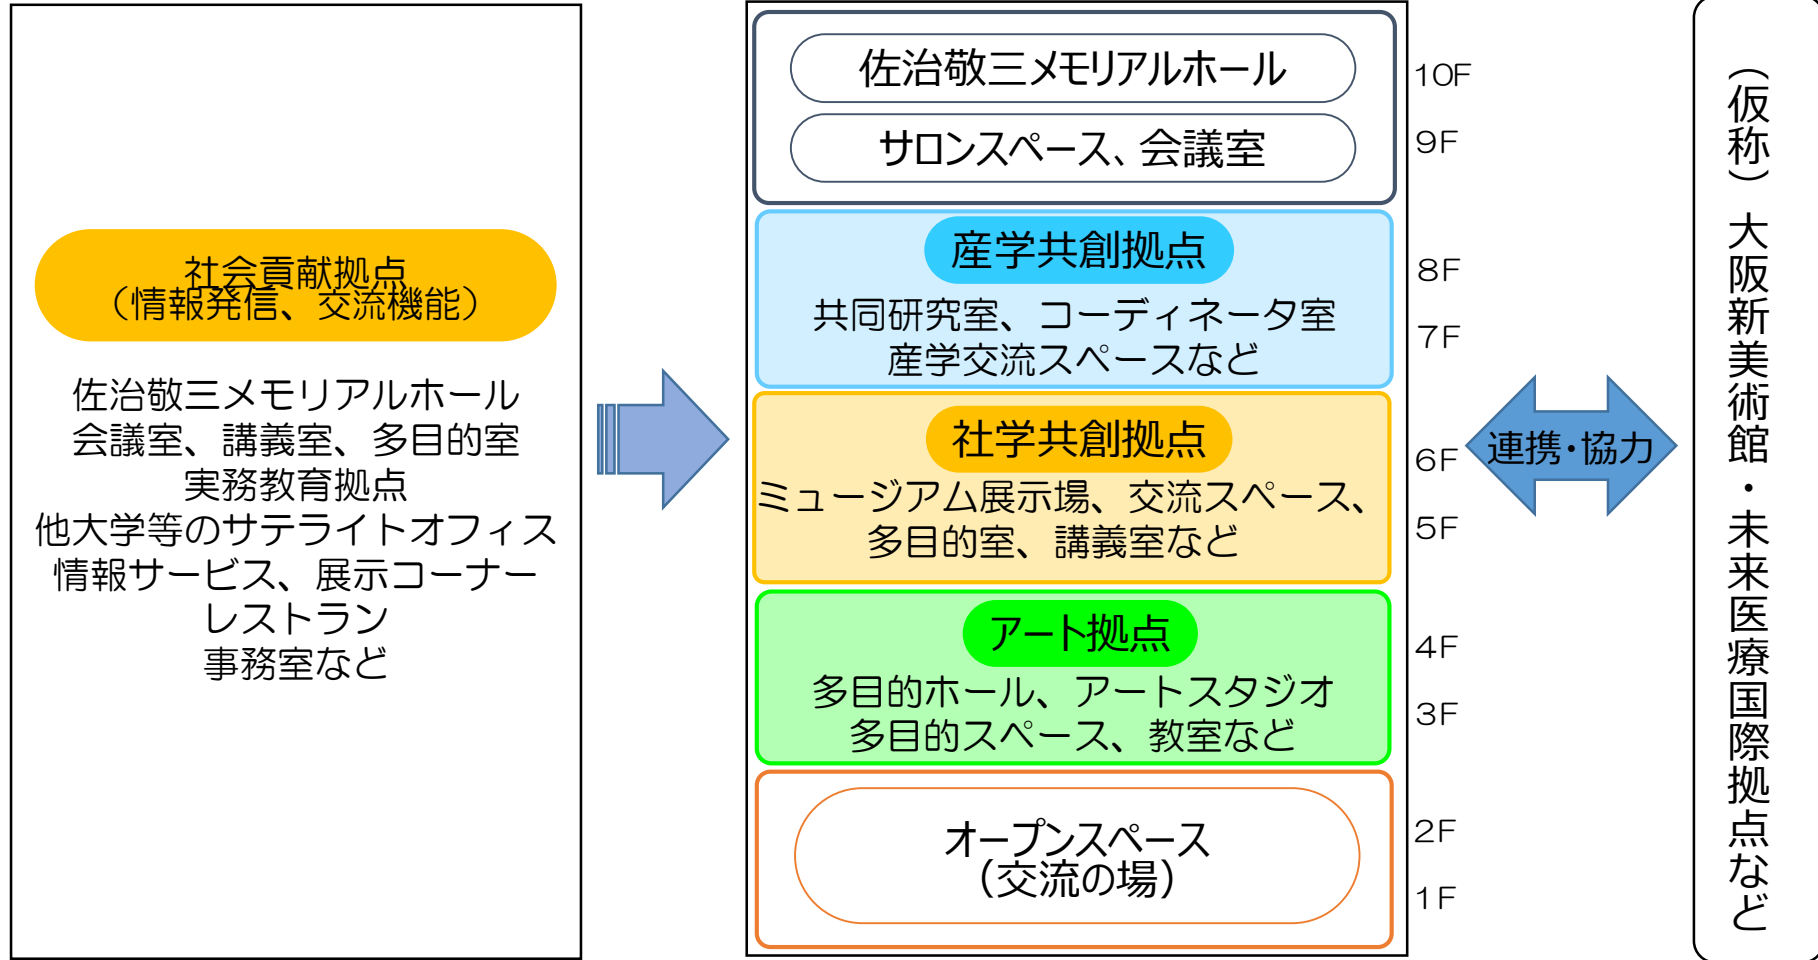 社会貢献拠点
（情報発信、交流機能）
佐治敬三メモリアルホール
会議室、講義室、多目的室
実務教育拠点
他大学等のサテライトオフィス
情報サービス、展示コーナー
レストラン
事務室など
佐治敬三メモリアルホール
10F
サロンスペース、会議室
9F
産学共創拠点
8F
共同研究室、コーディネータ室
7F
産学交流スペースなど
社学共創拠点
6F
ミュージアム展示場、交流スペース、
5F
多目的室、講義室など
アート拠点
4F
多目的ホール、アートスタジオ
3F
多目的スペース、教室など
オープンスペース
2F
（交流の場）
1F
連携・協力
（仮称）大阪新美術館・未来医療国際拠点など